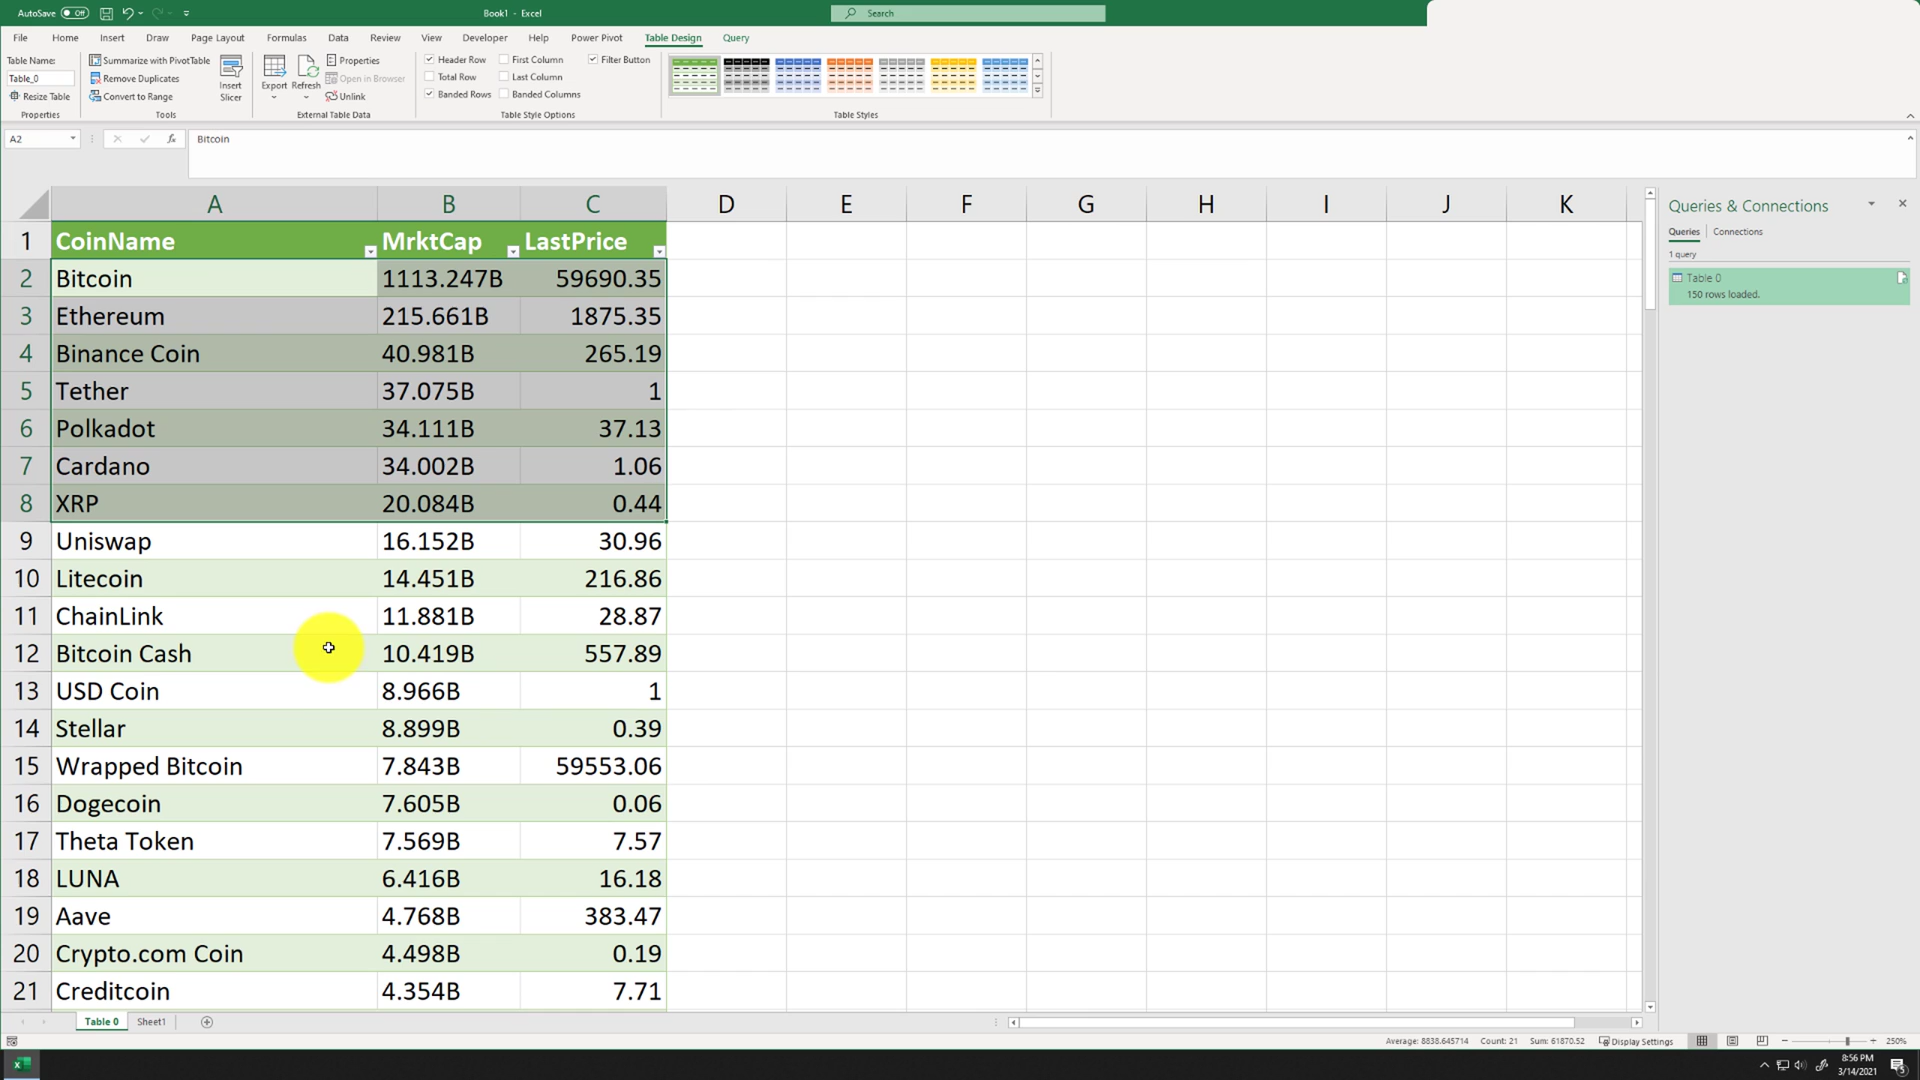 AutoSave Off Book1 - Excel Search
File Home Insert Draw Page Layout Formulas Data Review View Developer Help Power Pivot Table Design Query
Table Name:
Table_0
Resize Table
Properties
Summarize with PivotTable
Remove Duplicates
Convert to Range
Insert
Slicer
Tools
Export
Refresh
Properties
Open in Browser
Unlink
External Table Data
Header Row First Column Filter Button
Total Row Last Column
Banded Rows Banded Columns
Table Style Options
Table Styles
A2 fx Bitcoin
A B C D E F G H I J K
1 CoinName MrktCap LastPrice
2 Bitcoin 1113.247B 59690.35
3 Ethereum 215.661B 1875.35
4 Binance Coin 40.981B 265.19
5 Tether 37.075B 1
6 Polkadot 34.111B 37.13
7 Cardano 34.002B 1.06
8 XRP 20.084B 0.44
9 Uniswap 16.152B 30.96
10 Litecoin 14.451B 216.86
11 ChainLink 11.881B 28.87
12 Bitcoin Cash 10.419B 557.89
13 USD Coin 8.966B 1
14 Stellar 8.899B 0.39
15 Wrapped Bitcoin 7.843B 59553.06
16 Dogecoin 7.605B 0.06
17 Theta Token 7.569B 7.57
18 LUNA 6.416B 16.18
19 Aave 4.768B 383.47
20 Crypto.com Coin 4.498B 0.19
21 Creditcoin 4.354B 7.71
Queries & Connections
Queries Connections
1 query
Table 0
150 rows loaded.
Table 0 Sheet1
Average: 8838.645714 Count: 21 Sum: 61870.52 Display Settings 250%
8:56 PM
3/14/2021